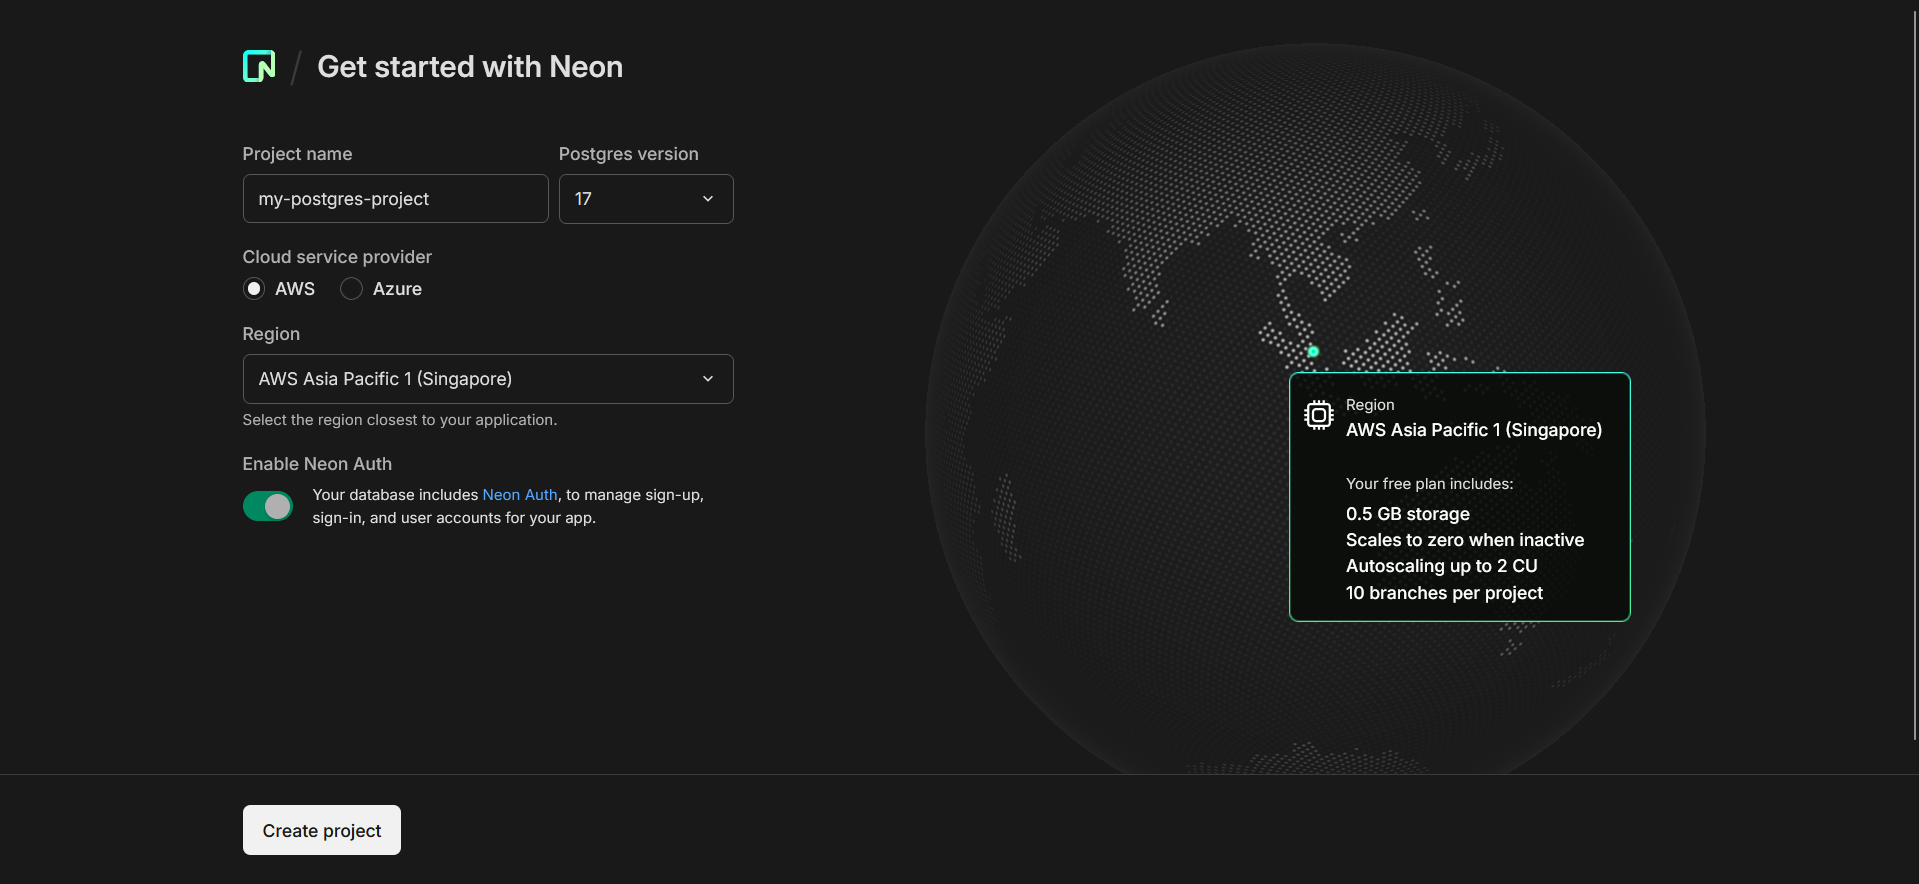 Get started with Neon
Project name
Postgres version
my-postgres-project
17
Cloud service provider
AWS
Azure
Region
AWS Asia Pacific 1 (Singapore)
Select the region closest to your application.
Enable Neon Auth
Your database includes Neon Auth, to manage sign-up,
sign-in, and user accounts for your app.
Region
AWS Asia Pacific 1 (Singapore)
Your free plan includes:
0.5 GB storage
Scales to zero when inactive
Autoscaling up to 2 CU
10 branches per project
Create project